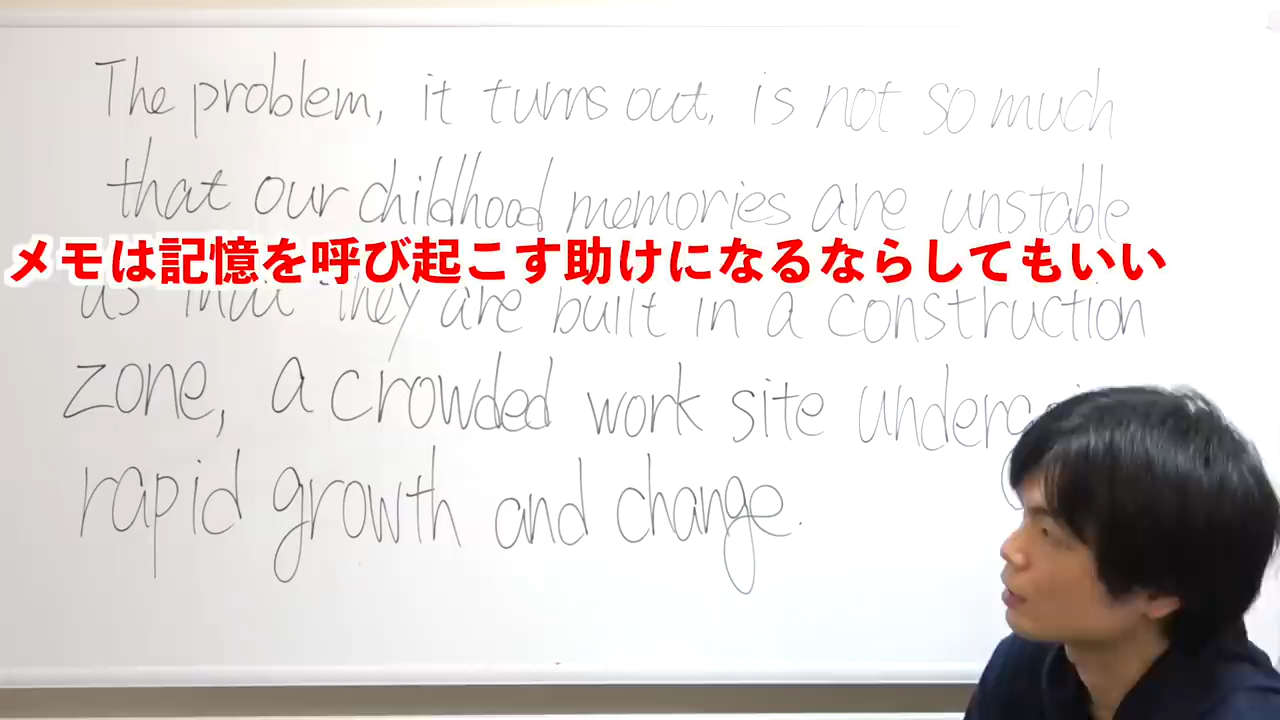 The problem, it turns out, is not so much
that our childhood memories are unstable
メモは記憶を呼び起こす助けになるならしてもいい
as that they are built in a construction
zone, a crowded work site
rapid growth and change.